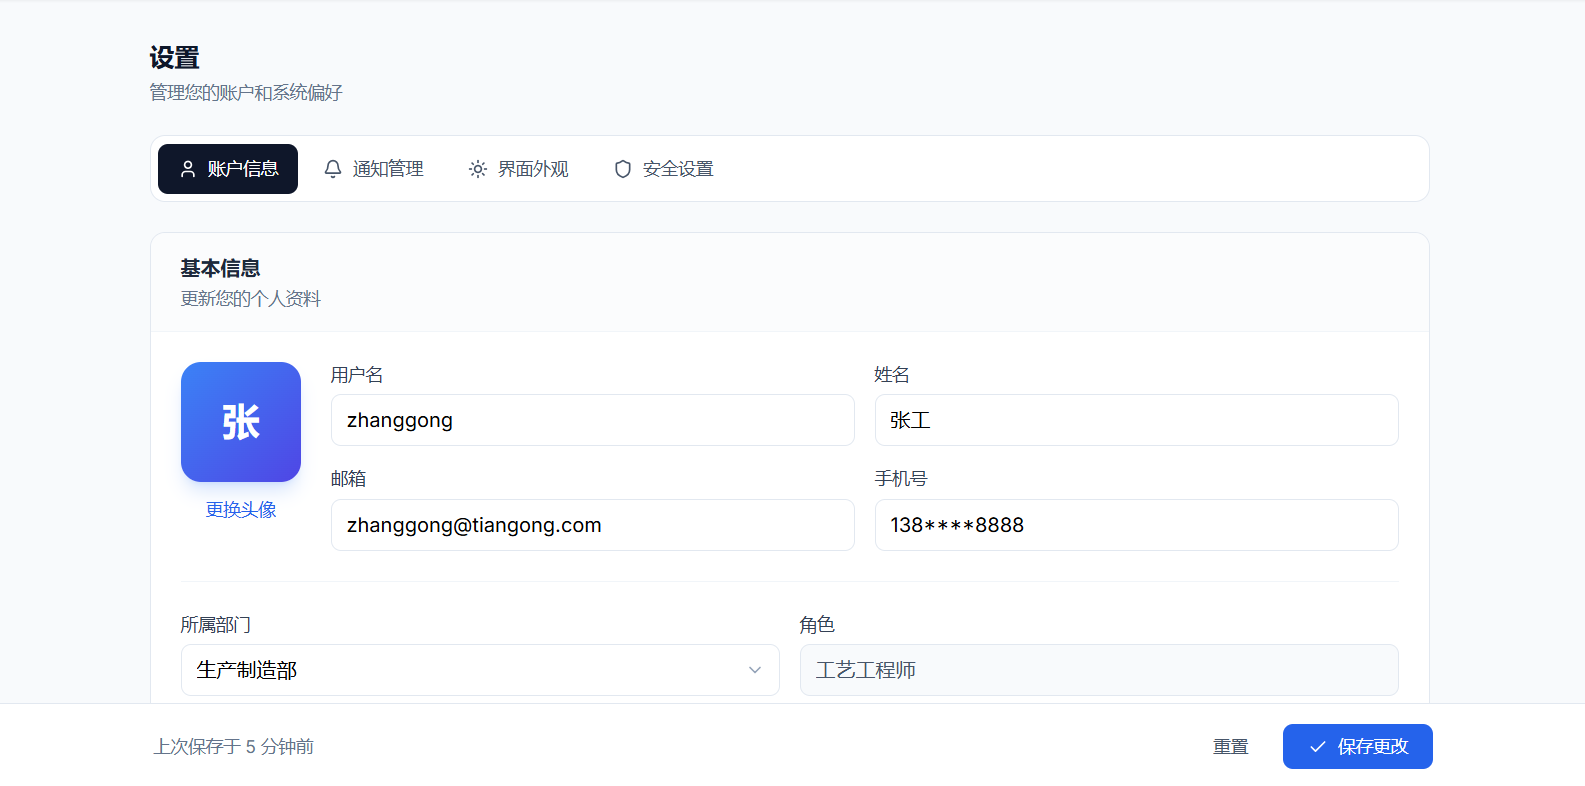 设置
管理您的账户和系统偏好
账户信息 通知管理 界面外观 安全设置
基本信息
更新您的个人资料
张
更换头像
用户名
zhanggong
姓名
张工
邮箱
zhanggong@tiangong.com
手机号
138****8888
所属部门
生产制造部
角色
工艺工程师
上次保存于 5 分钟前
重置
保存更改